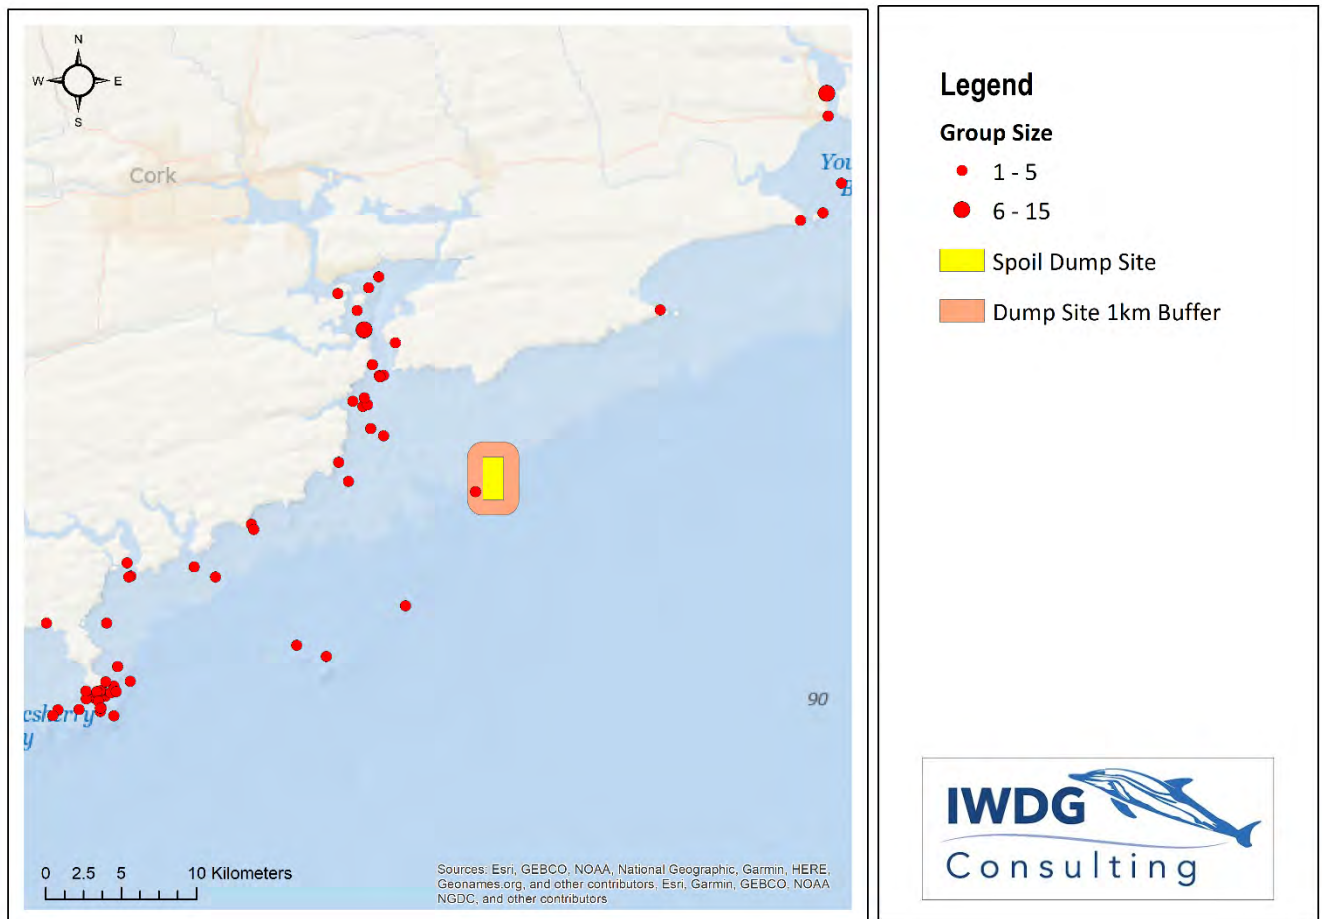 N
W E
S
Cork
You
B
csherry
y
90
0 2.5 5 10 Kilometers
Sources: Esri, GEBCO, NOAA, National Geographic, Garmin, HERE,
Geonames.org, and other contributors, Esri, Garmin, GEBCO, NOAA
NGDC, and other contributors
Legend
Group Size
1 - 5
6 - 15
Spoil Dump Site
Dump Site 1km Buffer
IWDG
Consulting